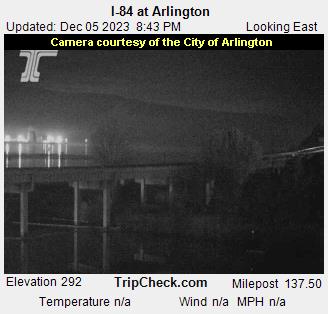 I-84 at Arlington
Updated: Dec 05 2023 8:43 PM Looking East
Camera courtesy of the City of Arlington
Elevation 292 TripCheck.com Milepost 137.50
Temperature n/a Wind n/a MPH n/a